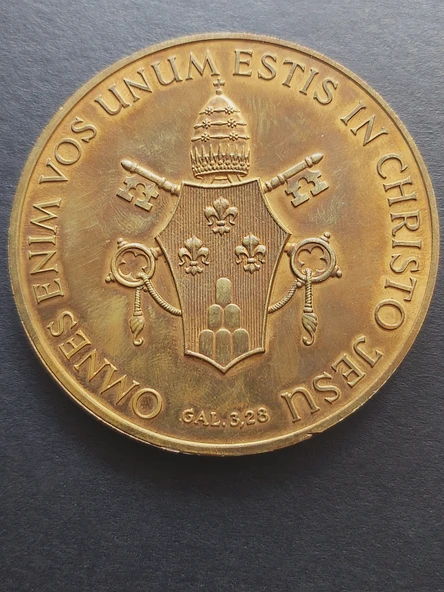 OMNES ENIM VOS UNUM ESTIS IN CHRISTO JESU
GAL. 3,28